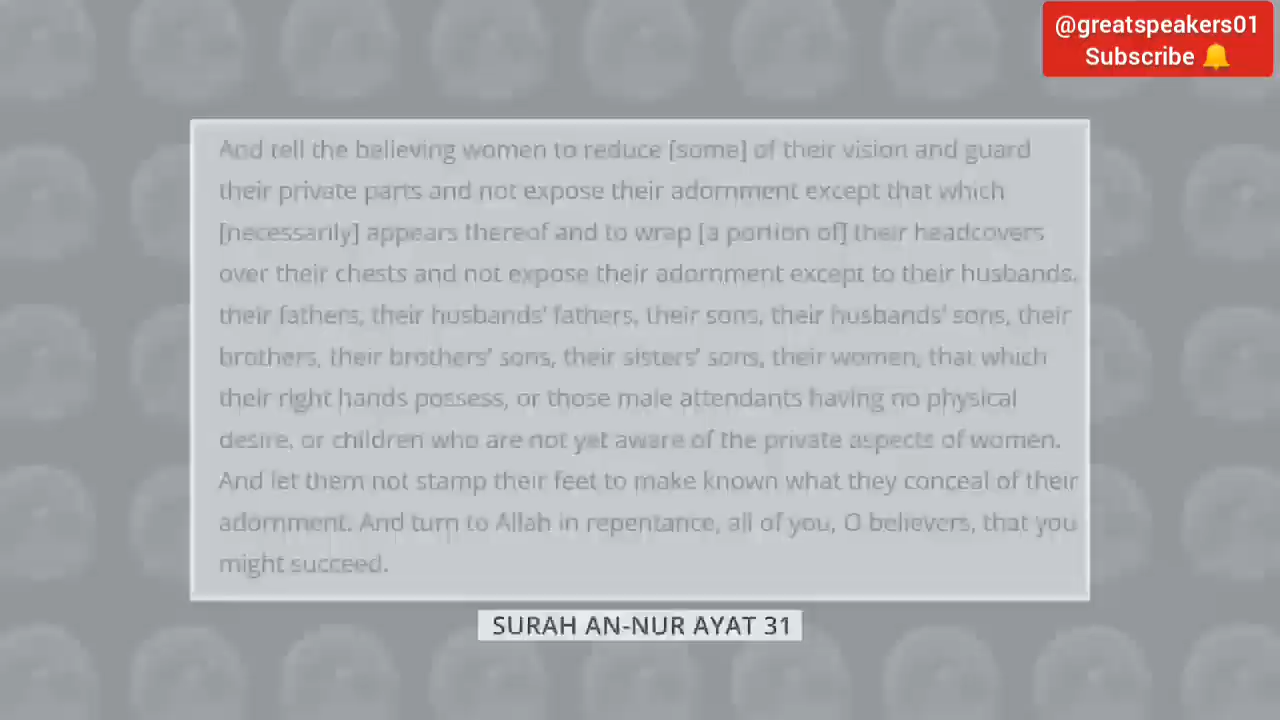 @greatspeakers01
Subscribe 🔔
And tell the believing women to reduce [some] of their vision and guard
their private parts and not expose their adornment except that which
[necessarily] appears thereof and to wrap [a portion of] their headcovers
over their chests and not expose their adornment except to their husbands,
their fathers, their husbands' fathers, their sons, their husbands' sons, their
brothers, their brothers' sons, their sisters' sons, their women, that which
their right hands possess, or those male attendants having no physical
desire, or children who are not yet aware of the private aspects of women.
And let them not stamp their feet to make known what they conceal of their
adornment. And turn to Allah in repentance, all of you, O believers, that you
might succeed.
SURAH AN-NUR AYAT 31